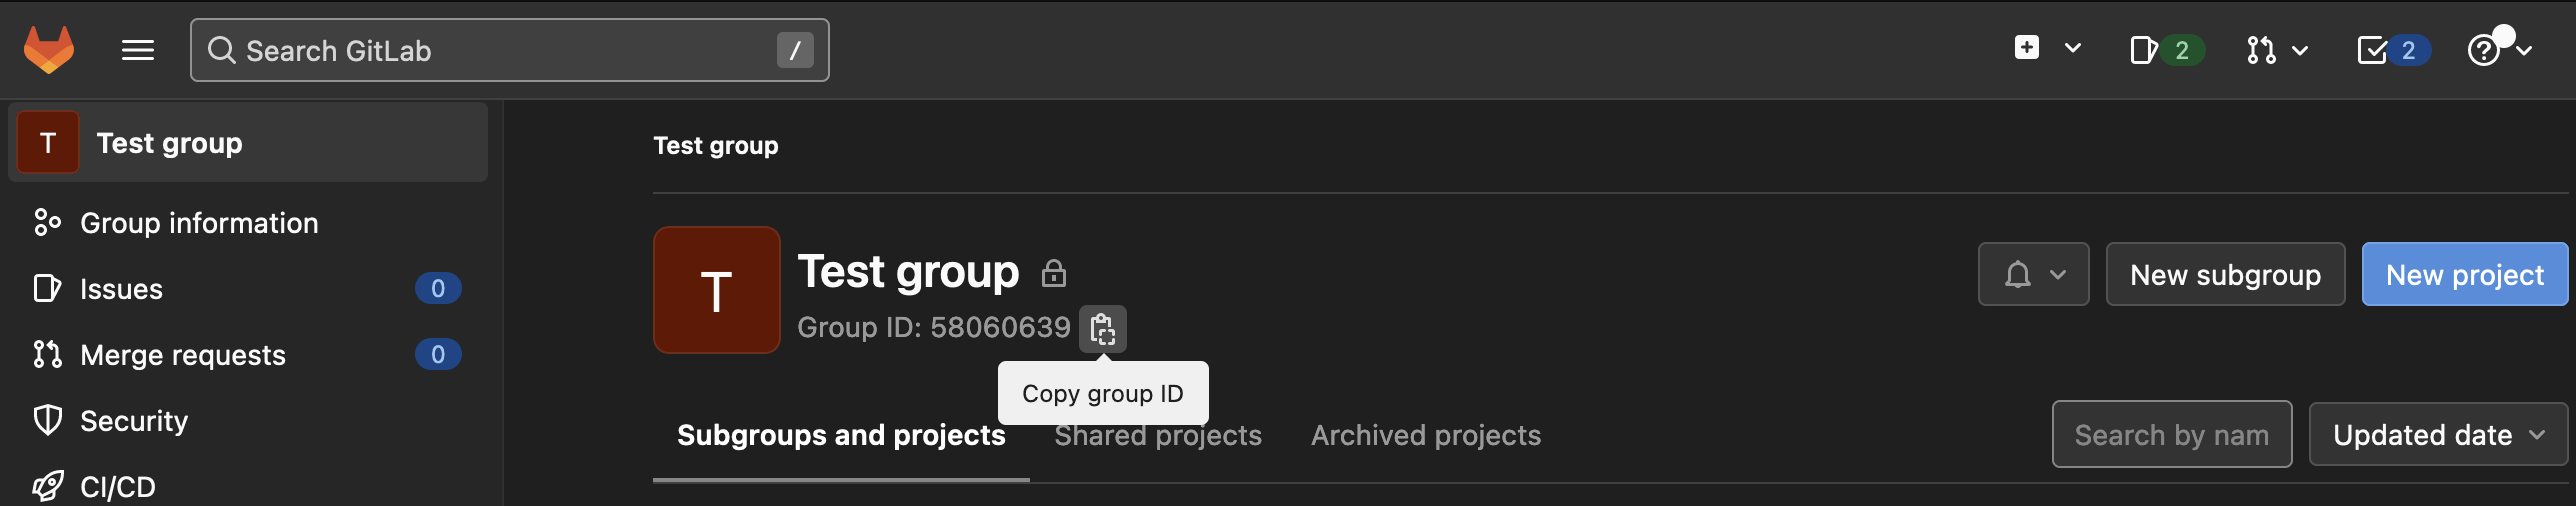 Search GitLab /
2
2
T Test group
Group information
Issues 0
Merge requests 0
Security
CI/CD
Test group
T
Test group
Group ID: 58060639
Copy group ID
New subgroup
New project
Subgroups and projects
Shared projects
Archived projects
Search by nam
Updated date